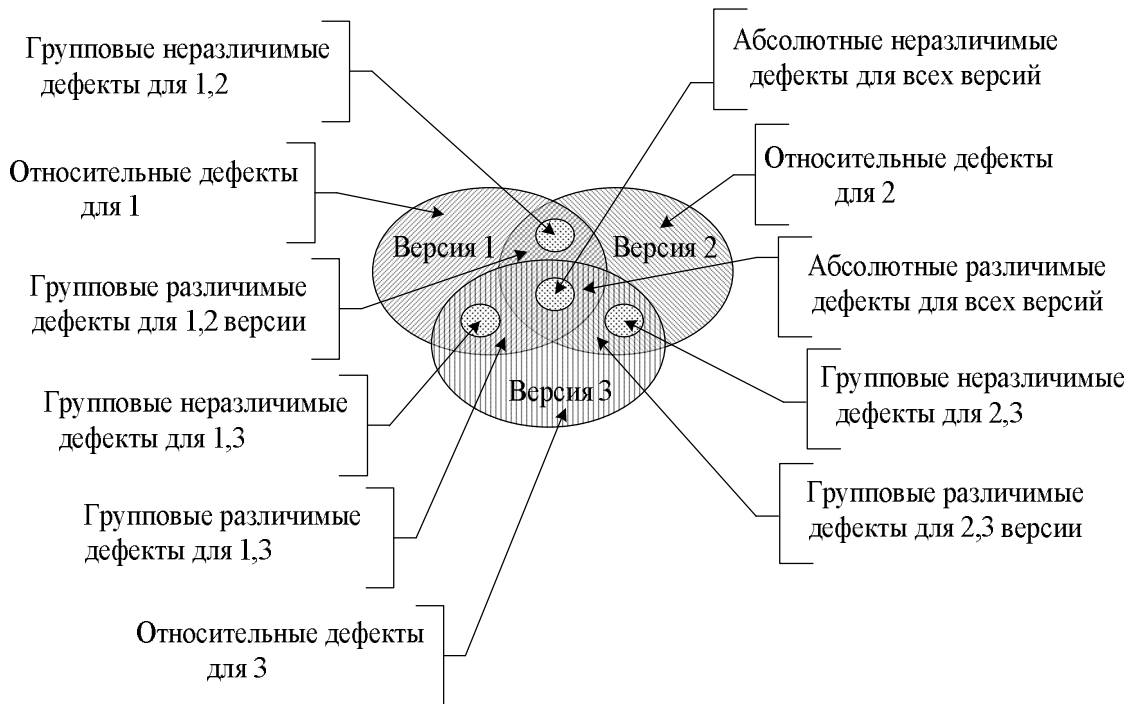 Групповые неразличимые
дефекты для 1,2
Абсолютные неразличимые
дефекты для всех версий
Относительные дефекты
для 1
Относительные дефекты
для 2
Версия 1
Версия 2
Групповые различимые
дефекты для 1,2 версии
Абсолютные различимые
дефекты для всех версий
Версия 3
Групповые неразличимые
дефекты для 1,3
Групповые неразличимые
дефекты для 2,3
Групповые различимые
дефекты для 1,3
Групповые различимые
дефекты для 2,3 версии
Относительные дефекты
для 3